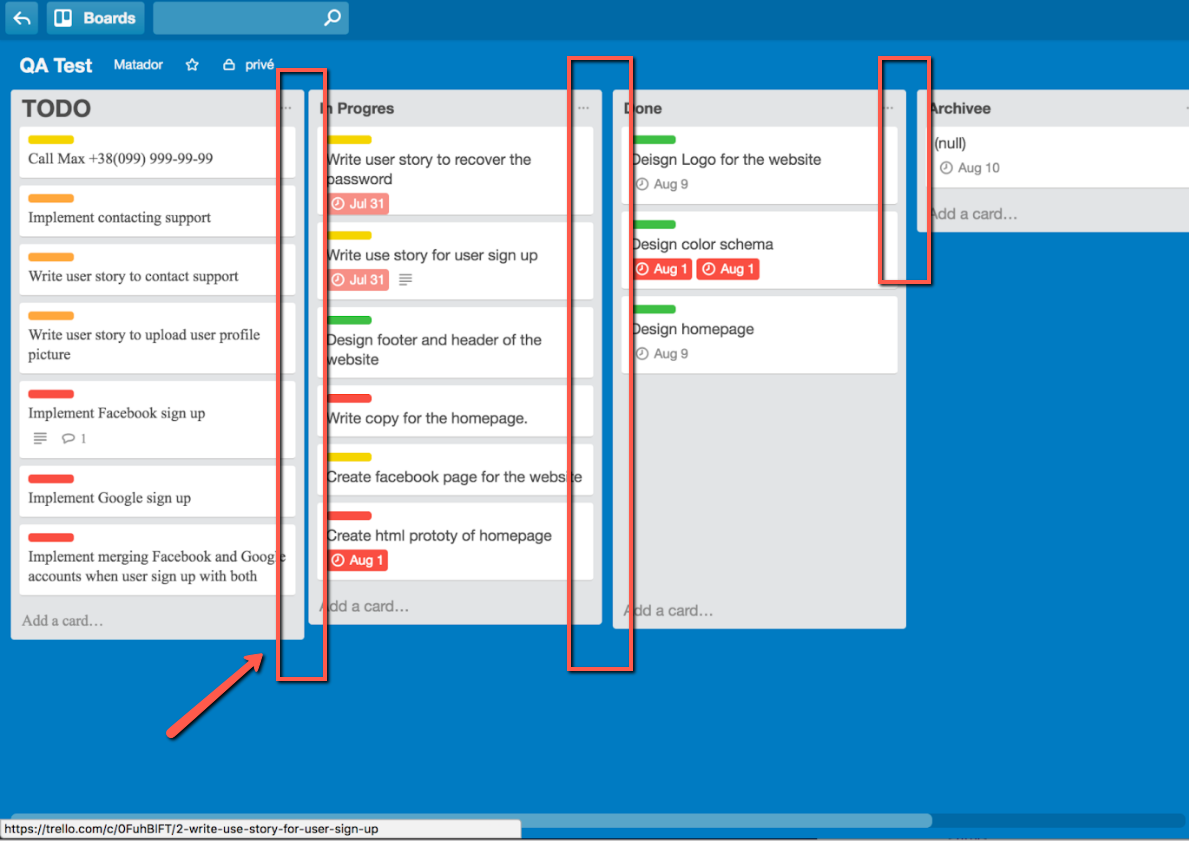 Boards
QA Test Matador privé
TODO
Call Max +38(099) 999-99-99
Implement contacting support
Write user story to contact support
Write user story to upload user profile
picture
Implement Facebook sign up
1
Implement Google sign up
Implement merging Facebook and Google
accounts when user sign up with both
Add a card…
In Progres
Write user story to recover the
password
Jul 31
Write use story for user sign up
Jul 31
Design footer and header of the
website
Write copy for the homepage.
Create facebook page for the website
Create html prototy of homepage
Aug 1
Add a card…
Done
Deisgn Logo for the website
Aug 9
Design color schema
Aug 1 Aug 1
Design homepage
Aug 9
Add a card…
Archivee
(null)
Aug 10
Add a card…
https://trello.com/c/0FuhBlFT/2-write-use-story-for-user-sign-up